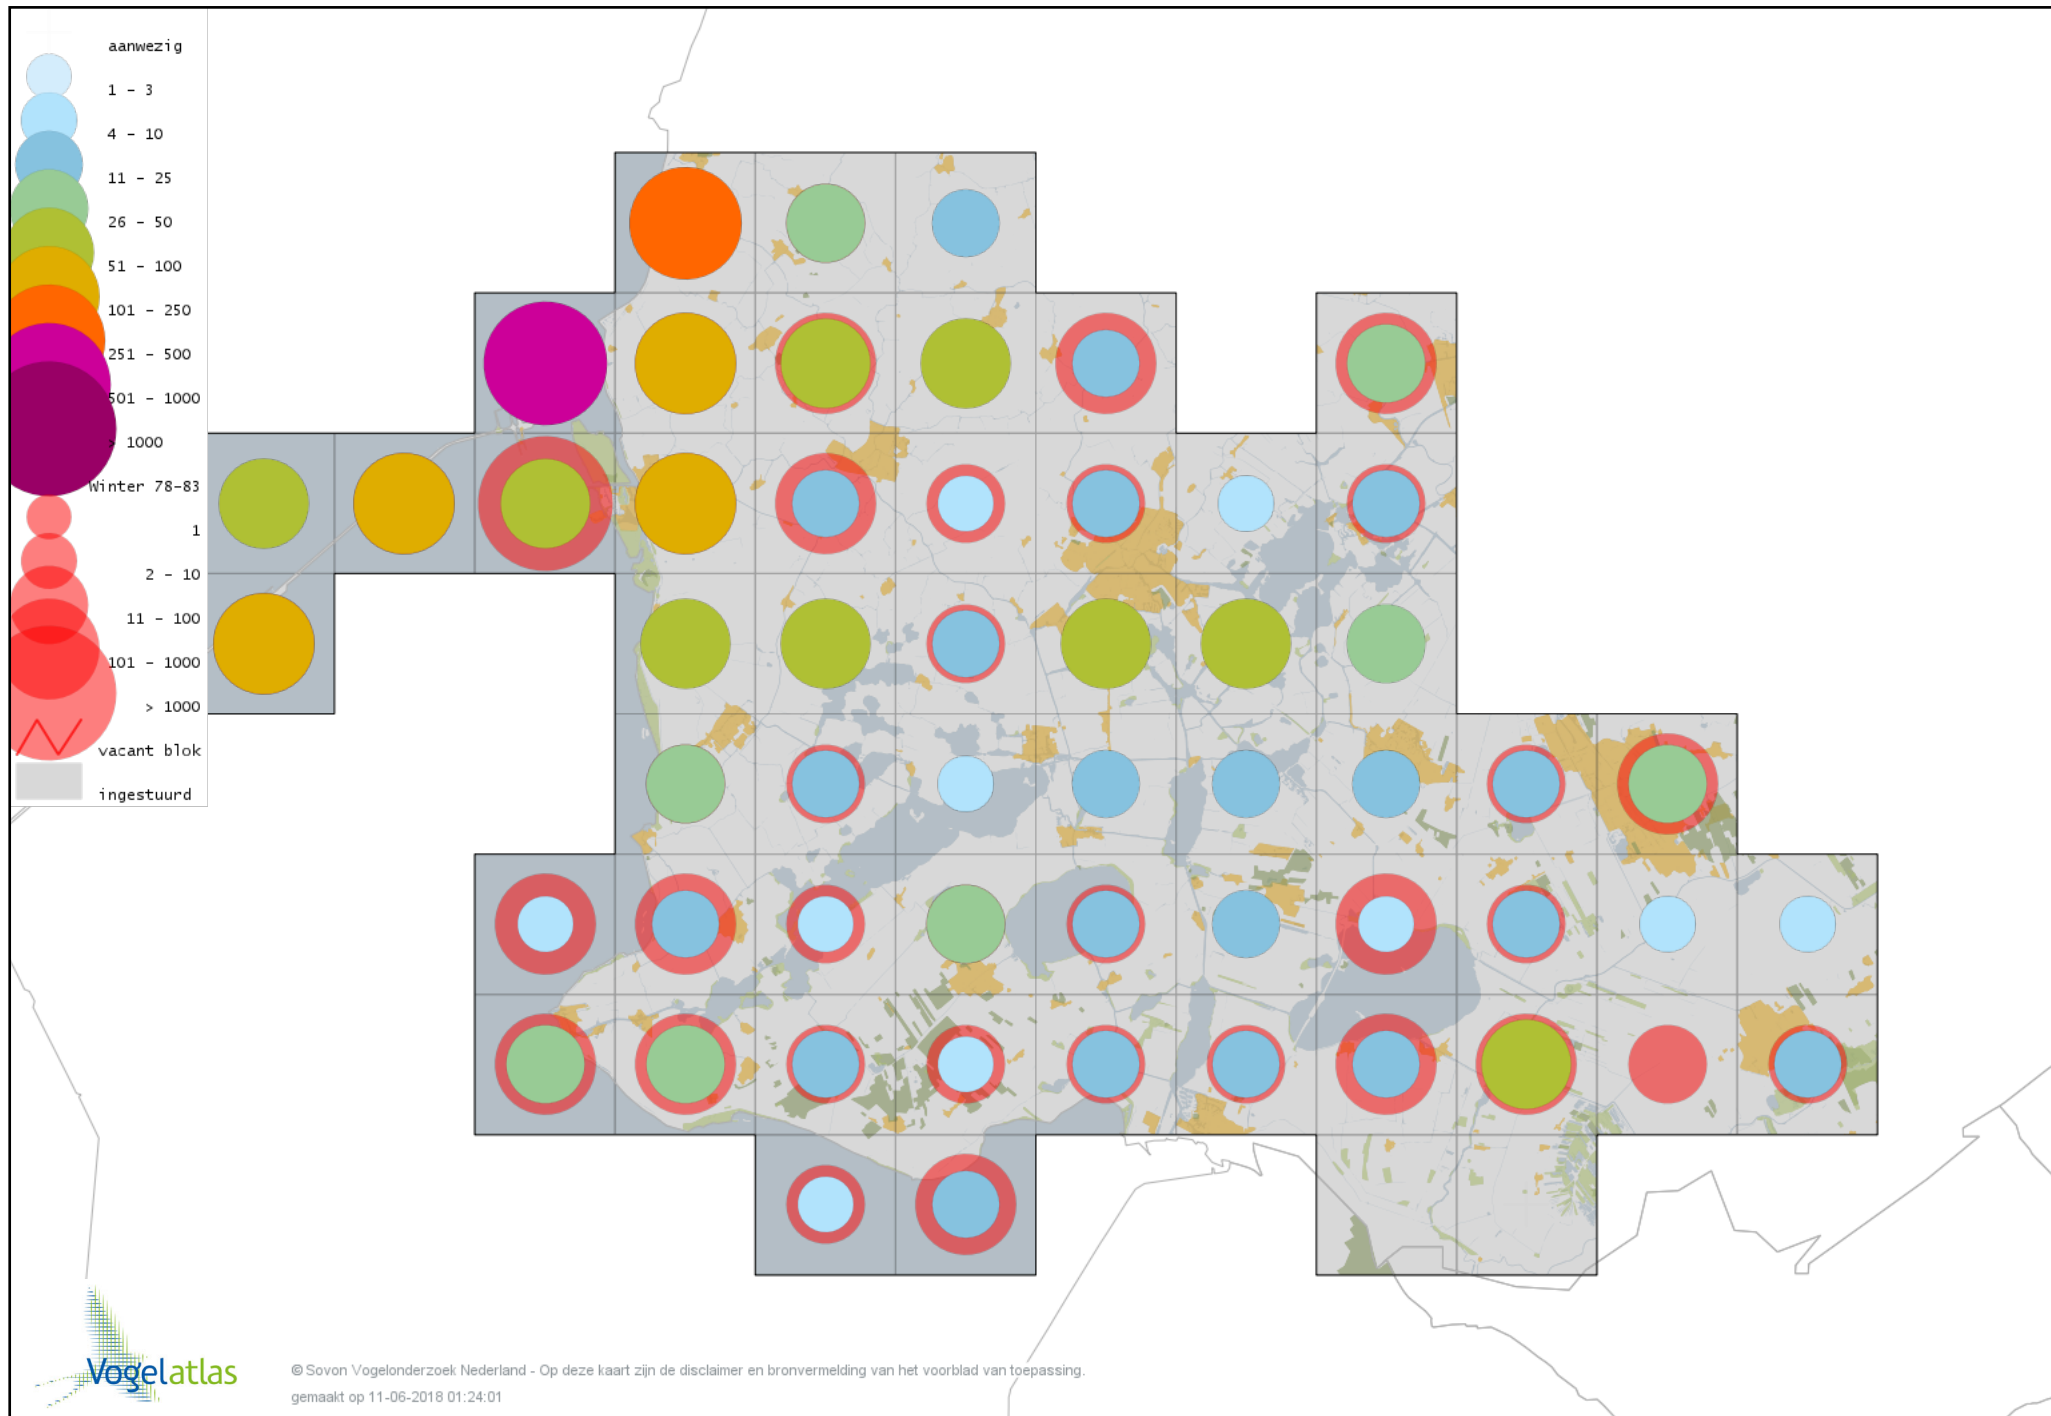 aanwezig
1 - 3
4 - 10
11 - 25
26 - 50
51 - 100
101 - 250
251 - 500
501 - 1000
> 1000
Winter 78-83
1
2 - 10
11 - 100
101 - 1000
> 1000
vacant blok
ingestuurd
Vogelatlas
© Sovon Vogelonderzoek Nederland - Op deze kaart zijn de disclaimer en bronvermelding van het voorblad van toepassing.
gemaakt op 11-06-2018 01:24:01